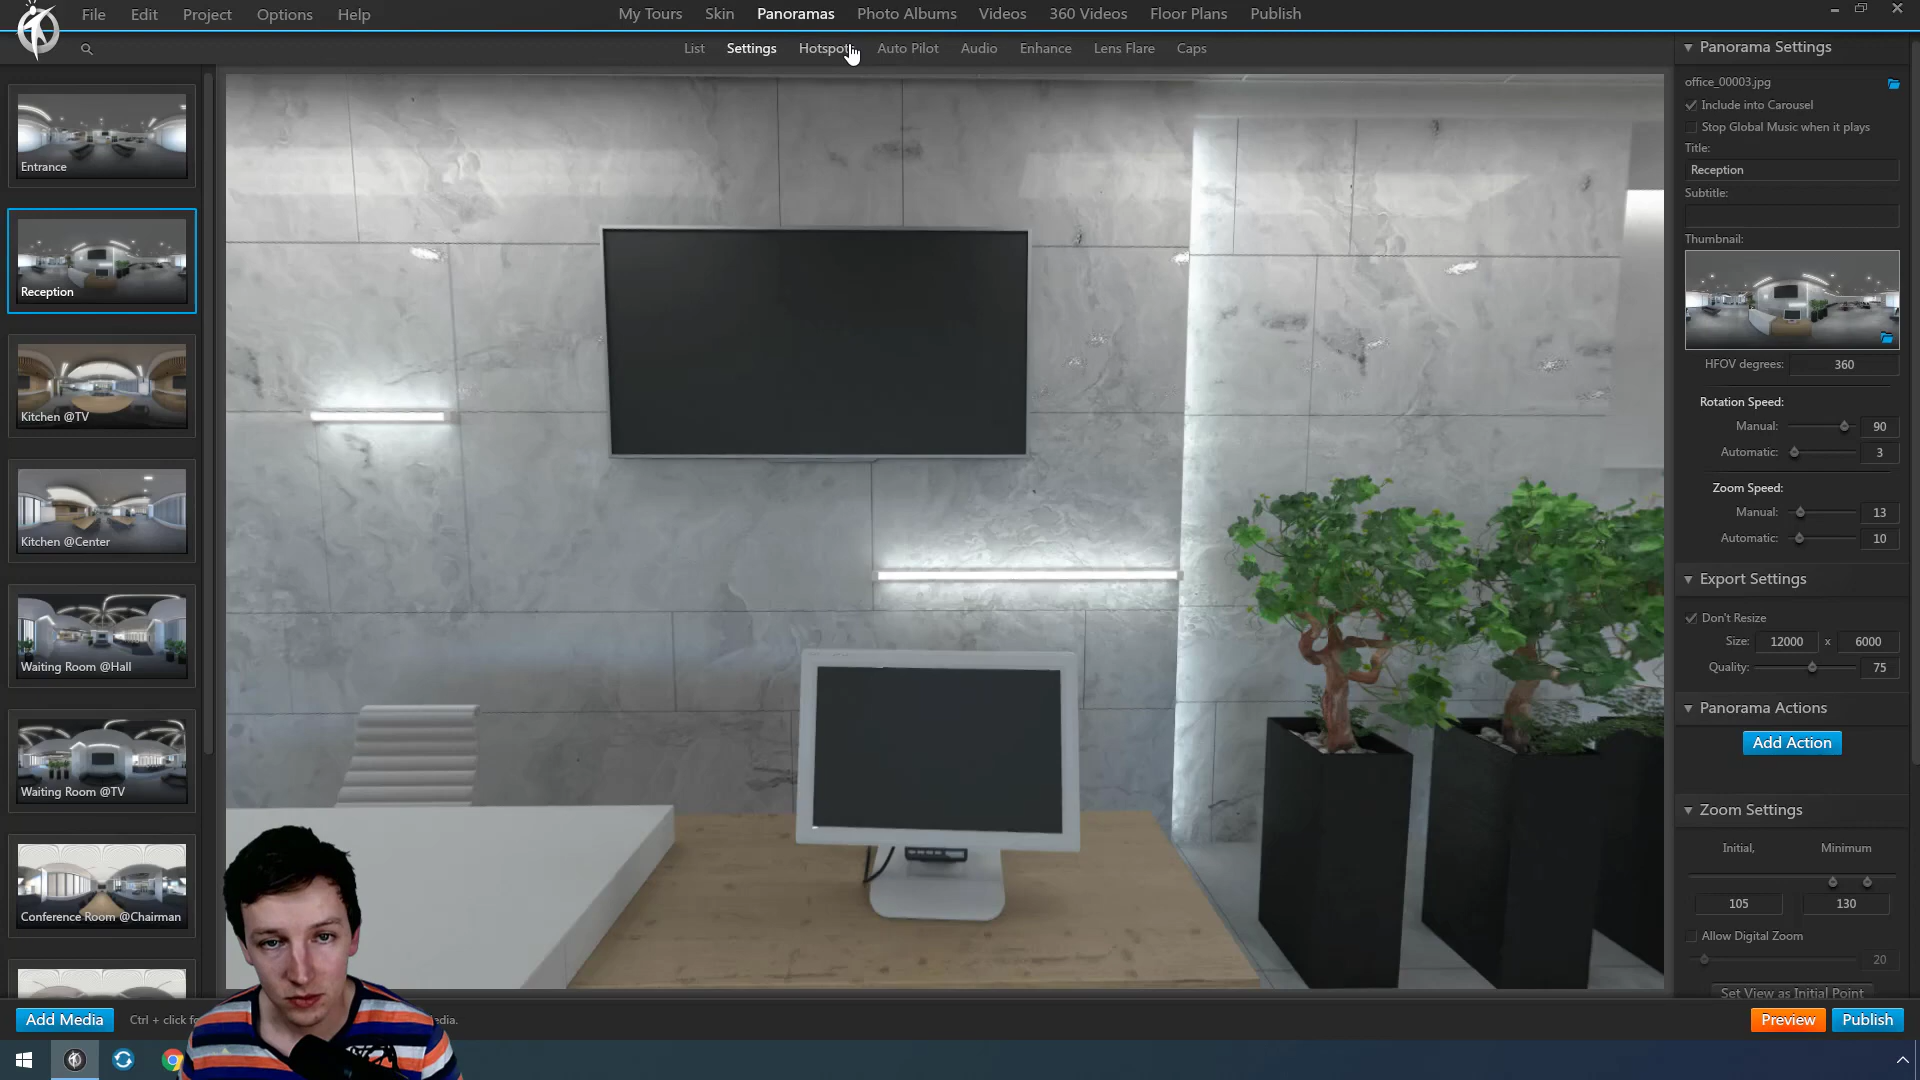 File Edit Project Options Help
My Tours Skin Panoramas Photo Albums Videos 360 Videos Floor Plans Publish
List Settings Hotspots Auto Pilot Audio Enhance Lens Flare Caps
Entrance
Reception
Kitchen @TV
Kitchen @Center
Waiting Room @Hall
Waiting Room @TV
Conference Room @Chairman
Panorama Settings
office_00003.jpg
Include into Carousel
Stop Global Music when it plays
Title:
Reception
Subtitle:
Thumbnail:
HFOV degrees: 360
Rotation Speed:
Manual: 90
Automatic: 3
Zoom Speed:
Manual: 13
Automatic: 10
Export Settings
Don't Resize
Size: 12000 x 6000
Quality: 75
Panorama Actions
Add Action
Zoom Settings
Initial, Minimum
105 130
Allow Digital Zoom
20
Set View as Initial Point
Add Media Ctrl + click
Preview Publish